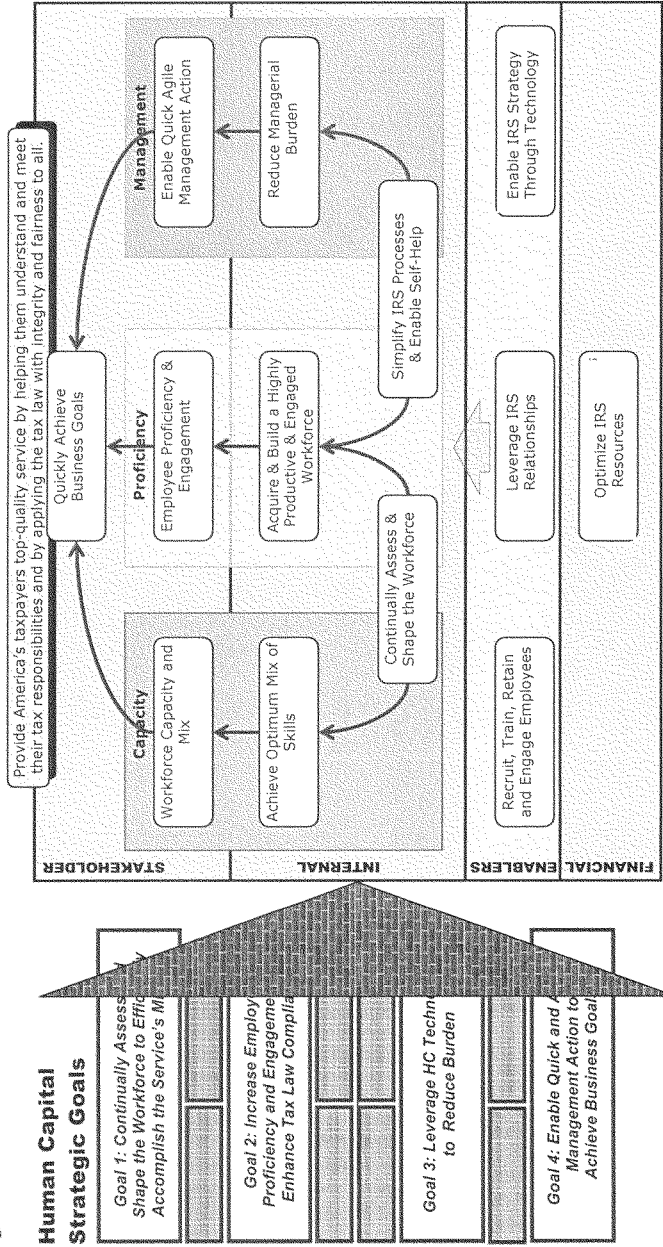 Human Capital
Strategic Goals
Goal 1: Continually Assess
Shape the Workforce to
Accomplish the Service's
Goal 2: Increase
Proficiency and
Enhance Tax Law
Goal 3: Leverage HC
to Reduce Burden
Goal 4: Enable Quick and
Management Action to
Achieve Business
Provide America's taxpayers top-quality service by helping them understand and meet
their tax responsibilities and by applying the tax law with integrity and fairness to all.
STAKEHOLDER
Quickly Achieve
Business Goals
Capacity
Workforce Capacity and
Mix
Proficiency
Employee Proficiency &
Engagement
Management
Enable Quick Agile
Management Action
INTERNAL
Achieve Optimum Mix of
Skills
Acquire & Build a Highly
Productive & Engaged
Workforce
Reduce Managerial
Burden
Continually Assess &
Shape the Workforce
Simplify IRS Processes
& Enable Self-Help
ENABLERS
Recruit, Train, Retain
and Engage Employees
Leverage IRS
Relationships
Enable IRS Strategy
Through Technology
FINANCIAL
Optimize IRS
Resources